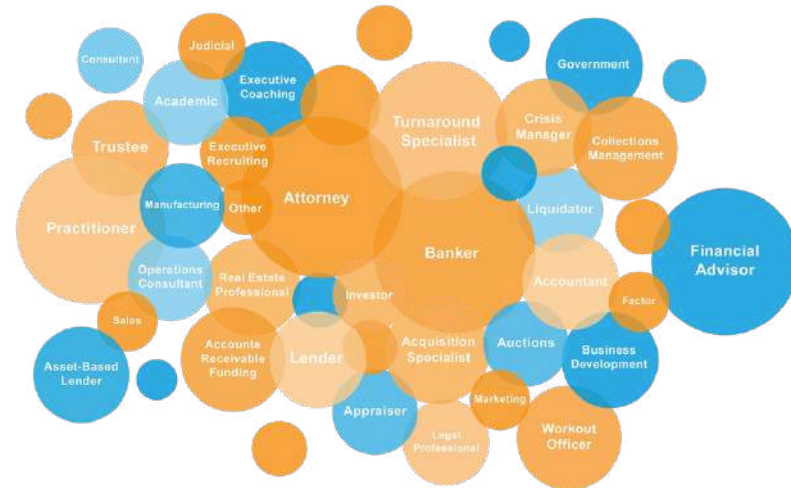 Judicial
Consultant
Executive
Coaching
Government
Academic
Turnaround
Specialist
Crisis
Manager
Collections
Management
Trustee
Executive
Recruiting
Attorney
Manufacturing
Other
Liquidator
Practitioner
Banker
Financial
Advisor
Operations
Consultant
Real Estate
Professional
Investor
Accountant
Factor
Sales
Accounts
Receivable
Funding
Lender
Acquisition
Specialist
Auctions
Business
Development
Asset-Based
Lender
Appraiser
Marketing
Legal
Professional
Workout
Officer